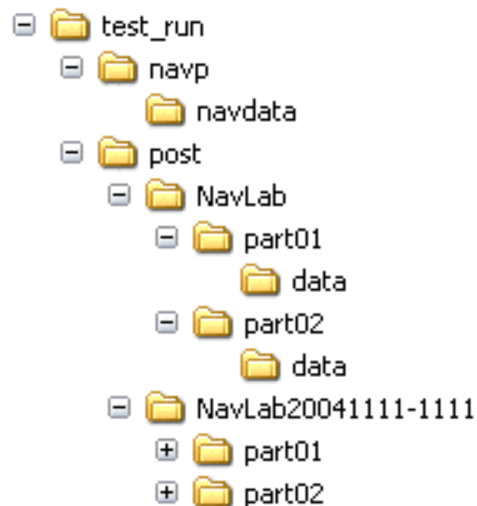 test_run
navp
navdata
post
NavLab
part01
data
part02
data
NavLab20041111-1111
part01
part02